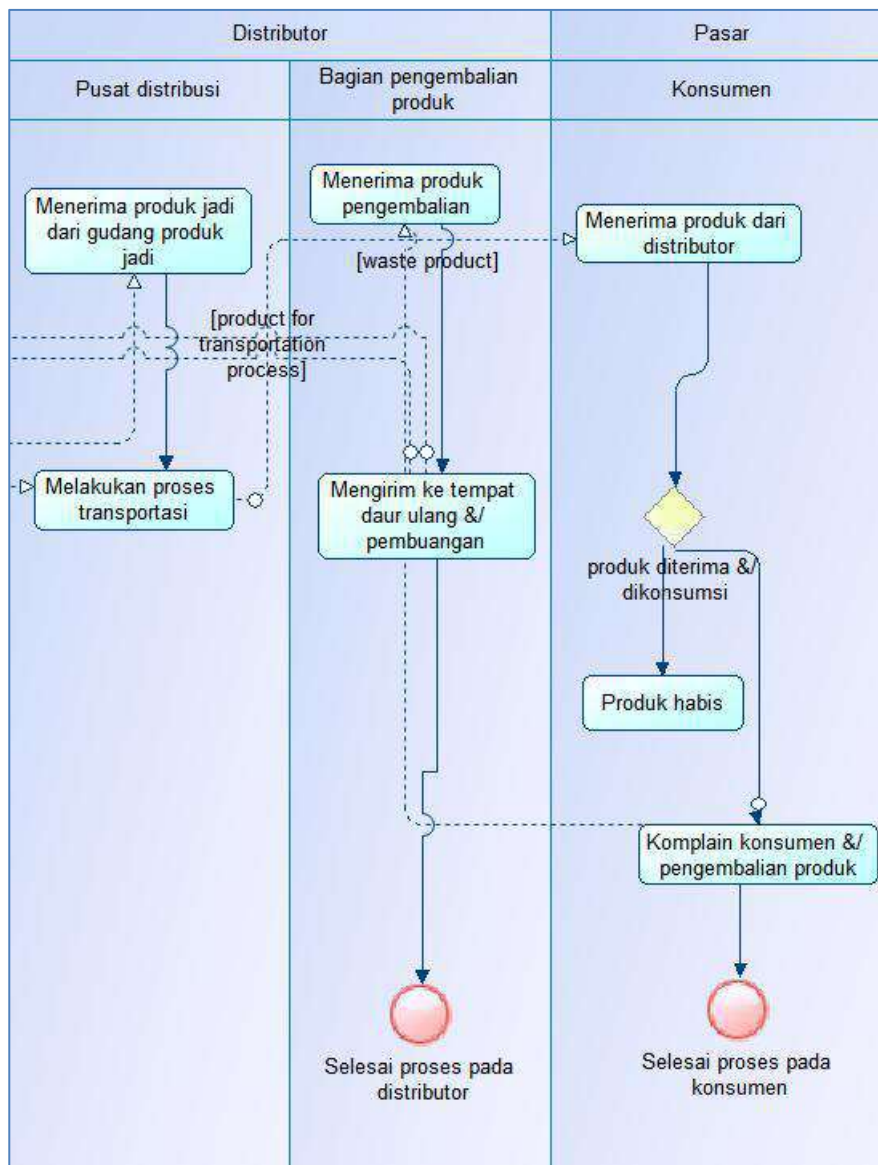 Distributor
Pasar
Pusat distribusi
Bagian pengembalian
produk
Konsumen
Menerima produk jadi
dari gudang produk
jadi
Menerima produk
pengembalian
Menerima produk dari
distributor
[waste product]
[product for
transportation
process]
Melakukan proses
transportasi
Mengirim ke tempat
daur ulang &/
pembuangan
produk diterima &/
dikonsumsi
Produk habis
Komplain konsumen &/
pengembalian produk
Selesai proses pada
distributor
Selesai proses pada
konsumen